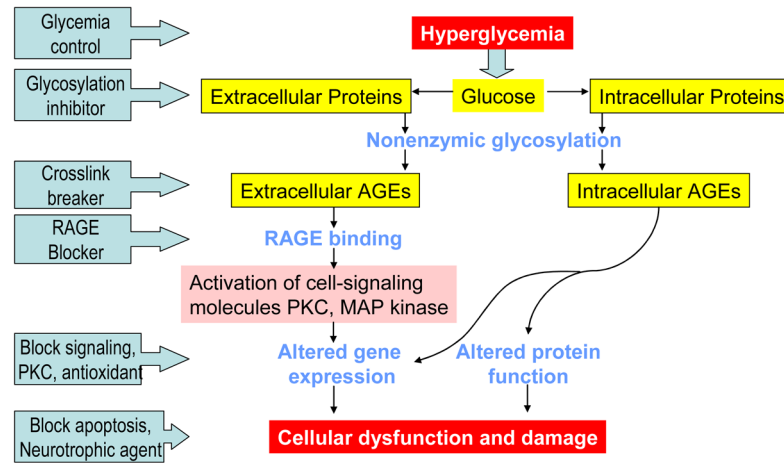 Glycemia
control
Hyperglycemia
Glycosylation
inhibitor
Extracellular Proteins
Glucose
Intracellular Proteins
Nonenzymic glycosylation
Crosslink
breaker
Extracellular AGEs
Intracellular AGEs
RAGE
Blocker
RAGE binding
Activation of cell-signaling
molecules PKC, MAP kinase
Block signaling,
PKC, antioxidant
Altered gene
expression
Altered protein
function
Block apoptosis,
Neurotrophic agent
Cellular dysfunction and damage